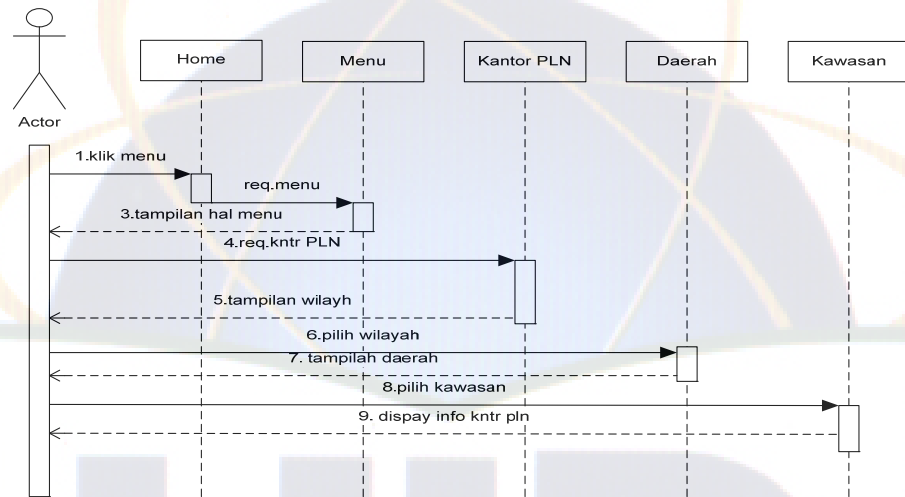 Home
Menu
Kantor PLN
Daerah
Kawasan
Actor
1.klik menu
req.menu
3.tampilan hal menu
4.req.kntr PLN
5.tampilan wilayh
6.pilih wilayah
7. tampilah daerah
8.pilih kawasan
9. dispay info kntr pln